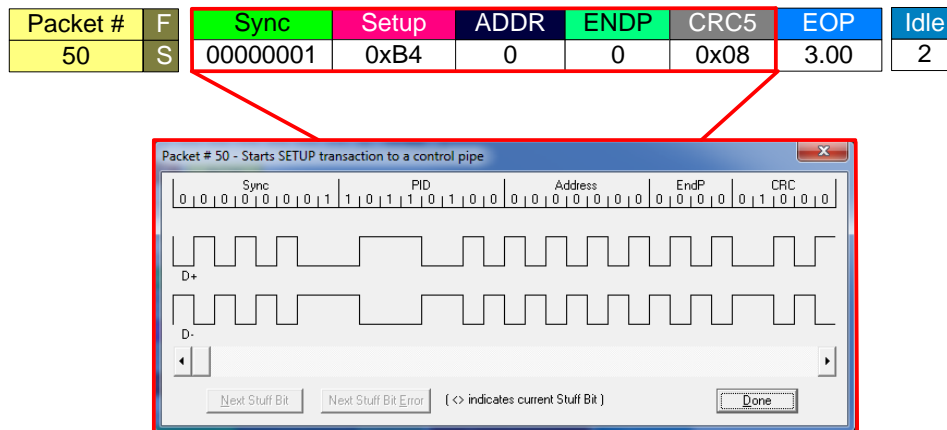 Packet # F Sync Setup ADDR ENDP CRC5 EOP Idle
50 S 00000001 0xB4 0 0 0x08 3.00 2
Packet # 50 - Starts SETUP transaction to a control pipe
Sync PID Address EndP CRC
0 0 0 0 0 0 0 1 1 0 1 1 0 1 0 0 0 0 0 0 0 0 0 0 0 0 0 0 1 0 0 0
D+
D-
Next Stuff Bit Next Stuff Bit Error ( <> indicates current Stuff Bit ) Done